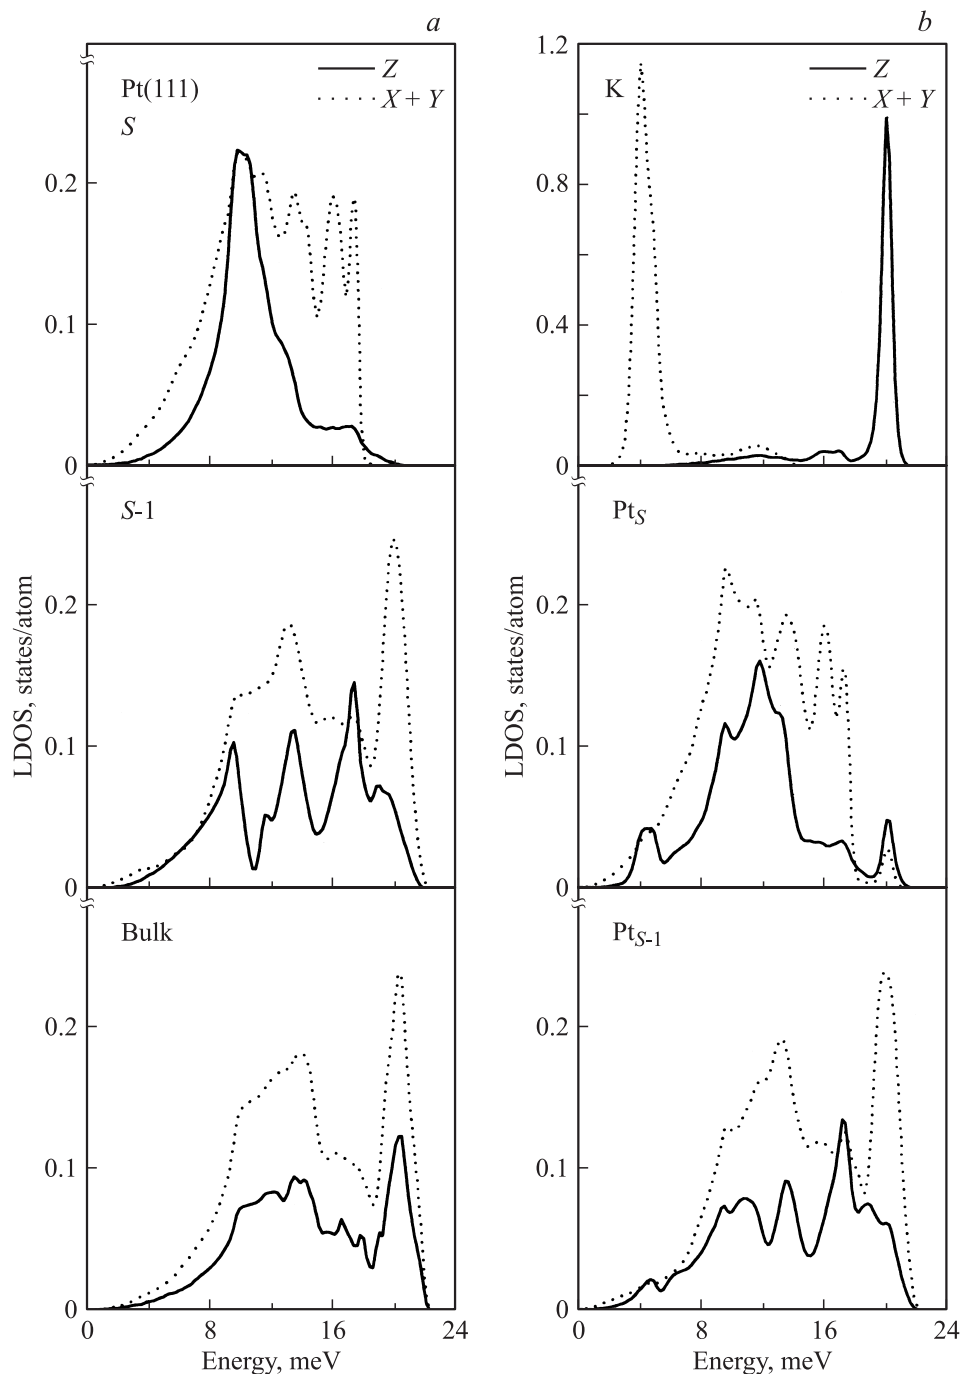 a
Pt(111)
S
Z
X + Y
0.2
0.1
0
S-1
0.2
0.1
0
LDOS, states/atom
Bulk
0.2
0.1
0
0
8
16
24
Energy, meV
b
1.2
K
Z
X + Y
0.8
0.4
0
PtS
0.2
0.1
0
LDOS, states/atom
PtS-1
0.2
0.1
0
0
8
16
24
Energy, meV